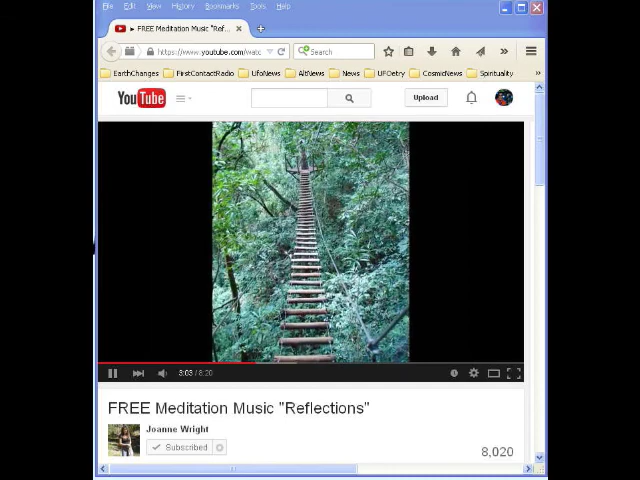 File Edit View History Bookmarks Tools Help
► FREE Meditation Music "Ref...
https://www.youtube.com/watc
Search
EarthChanges FirstContactRadio UfoNews AltNews News UFOetry CosmicNews Spirituality
YouTube
Upload
3:03 / 8:20
FREE Meditation Music "Reflections"
Joanne Wright
Subscribed
8,020